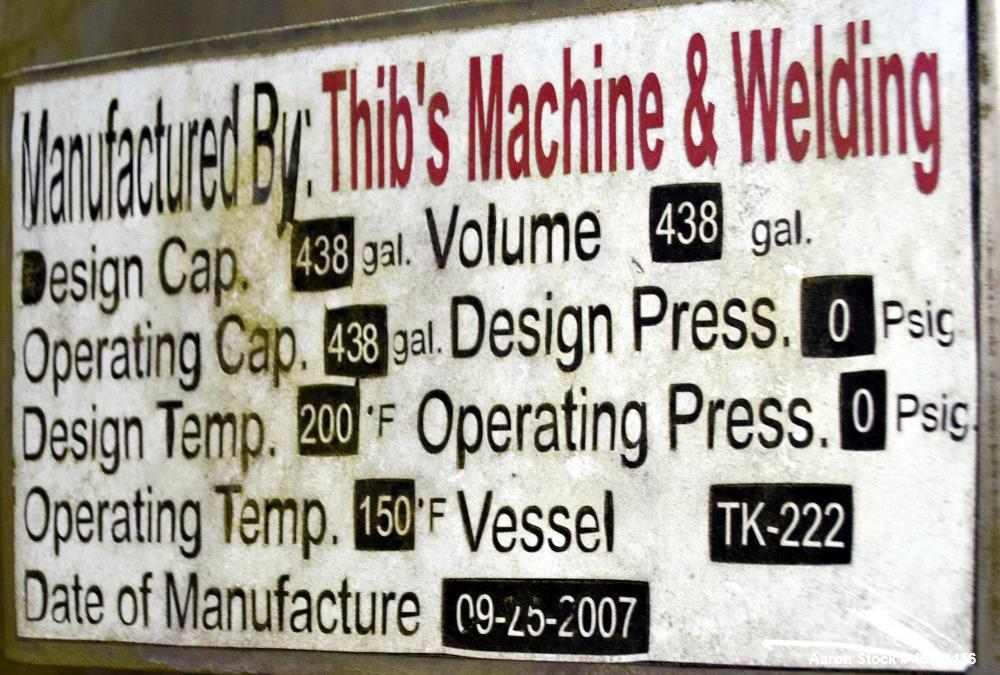 Manufactured By: Thib's Machine & Welding
Design Cap. 438 gal. Volume 438 gal.
Operating Cap. 438 gal. Design Press. 0 Psig
Design Temp. 200 °F Operating Press. 0 Psig.
Operating Temp. 150 °F Vessel TK-222
Date of Manufacture 09-25-2007
Aaron Stock #